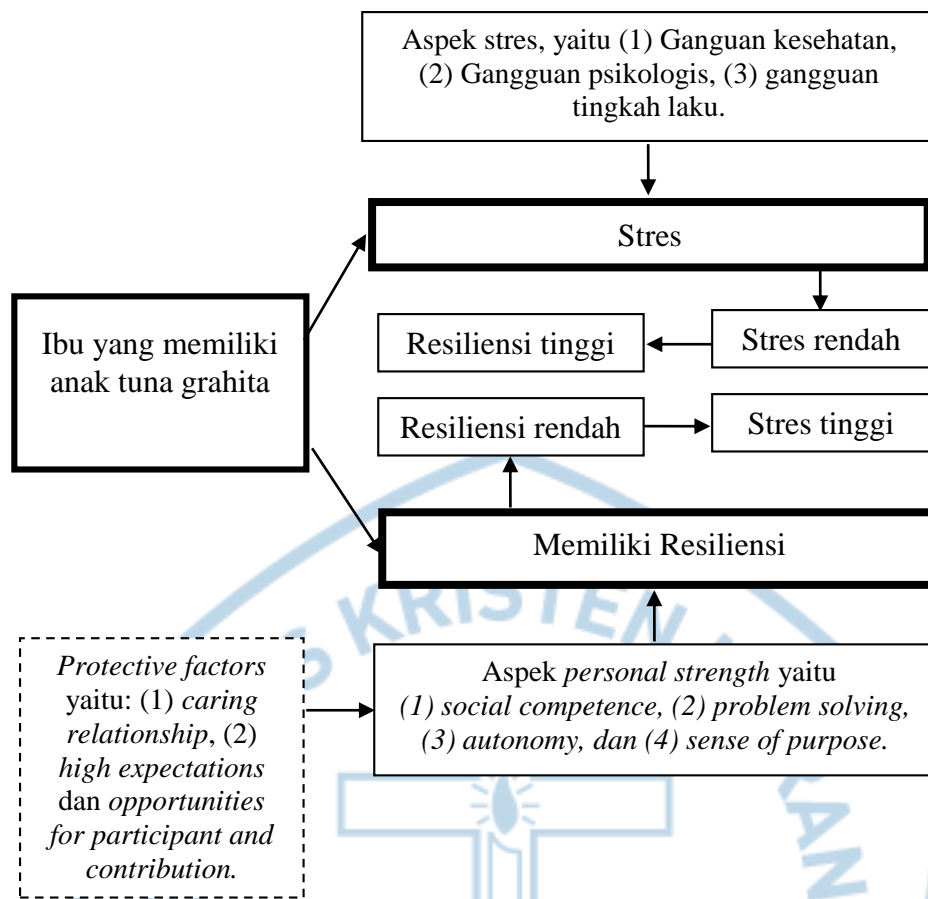 Aspek stres, yaitu (1) Ganguan kesehatan,
(2) Gangguan psikologis, (3) gangguan
tingkah laku.
Stres
Ibu yang memiliki
anak tuna grahita
Resiliensi tinggi
Stres rendah
Resiliensi rendah
Stres tinggi
Memiliki Resiliensi
Protective factors
yaitu: (1) caring
relationship, (2)
high expectations
dan opportunities
for participant and
contribution.
Aspek personal strength yaitu
(1) social competence, (2) problem solving,
(3) autonomy, dan (4) sense of purpose.
KRISTEN